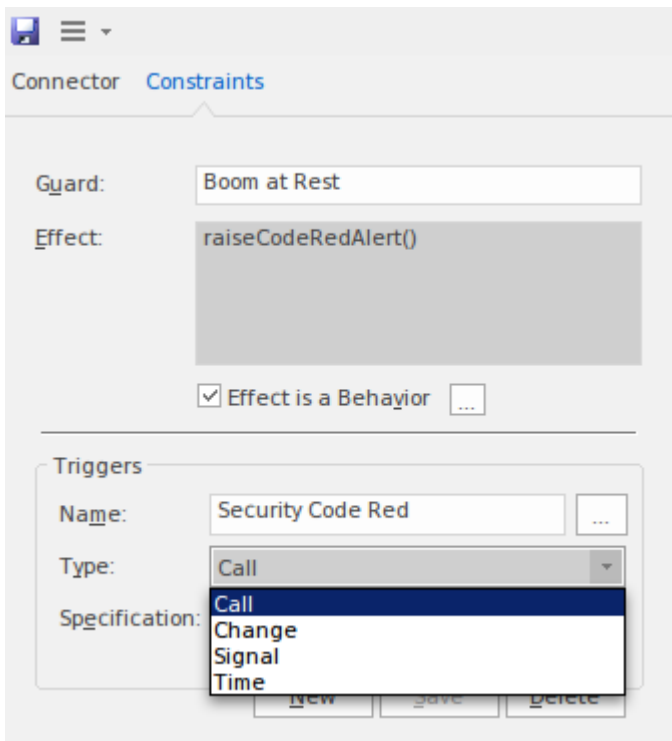 Connector Constraints
Guard: Boom at Rest
Effect: raiseCodeRedAlert()
Effect is a Behavior ...
Triggers
Name: Security Code Red ...
Type: Call
Call
Specification:
Change
Signal
Time
New Save Delete